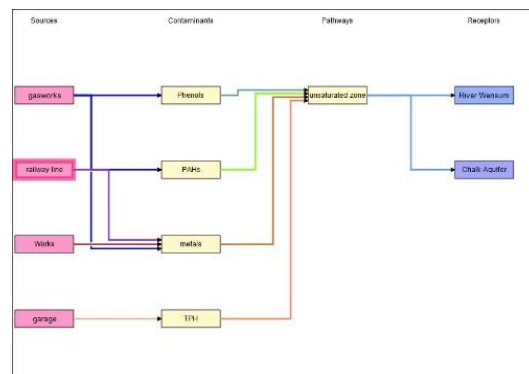 Sources Contaminants Pathways Receptors
gasworks Phenols unsaturated zone River Wensum
railway line PAHs Chalk Aquifer
Works metals
garage TPH